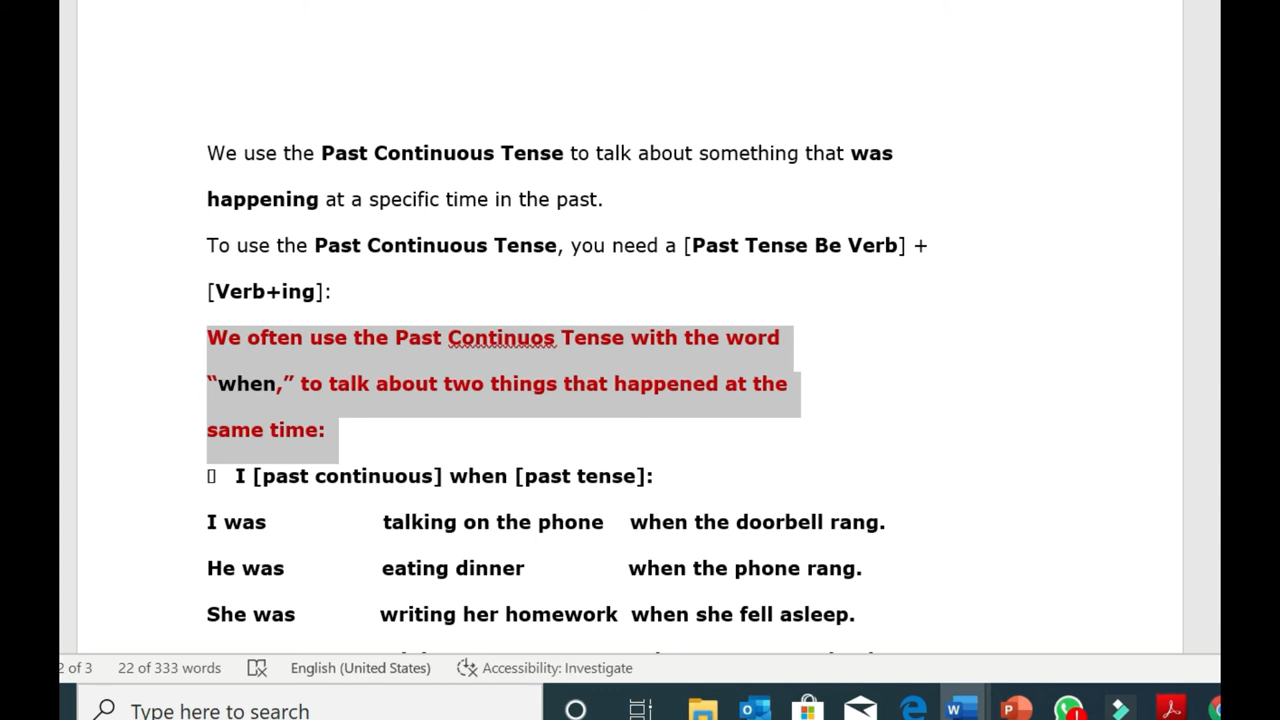 We use the Past Continuous Tense to talk about something that was
happening at a specific time in the past.
To use the Past Continuous Tense, you need a [Past Tense Be Verb] +
[Verb+ing]:
We often use the Past Continuos Tense with the word
“when,” to talk about two things that happened at the
same time:
I [past continuous] when [past tense]:
I was talking on the phone when the doorbell rang.
He was eating dinner when the phone rang.
She was writing her homework when she fell asleep.
2 of 3 22 of 333 words English (United States) Accessibility: Investigate
Type here to search